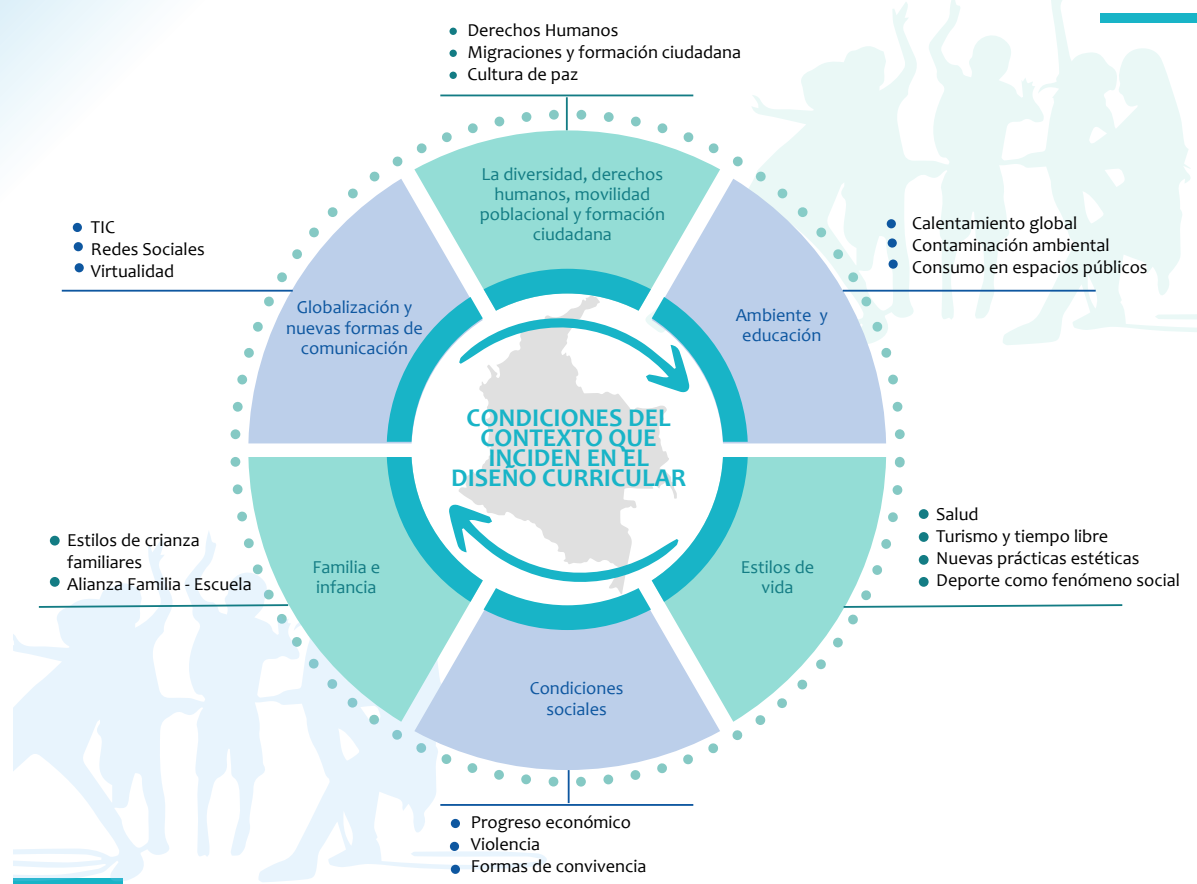 Derechos Humanos
Migraciones y formación ciudadana
Cultura de paz
La diversidad, derechos
humanos, movilidad
poblacional y formación
ciudadana
TIC
Redes Sociales
Virtualidad
Globalización y
nuevas formas de
comunicación
Calentamiento global
Contaminación ambiental
Consumo en espacios públicos
Ambiente y
educación
CONDICIONES DEL
CONTEXTO QUE
INCIDEN EN EL
DISEÑO CURRICULAR
Estilos de crianza
familiares
Alianza Familia - Escuela
Familia e
infancia
Estilos de
vida
Salud
Turismo y tiempo libre
Nuevas prácticas estéticas
Deporte como fenómeno social
Condiciones
sociales
Progreso económico
Violencia
Formas de convivencia